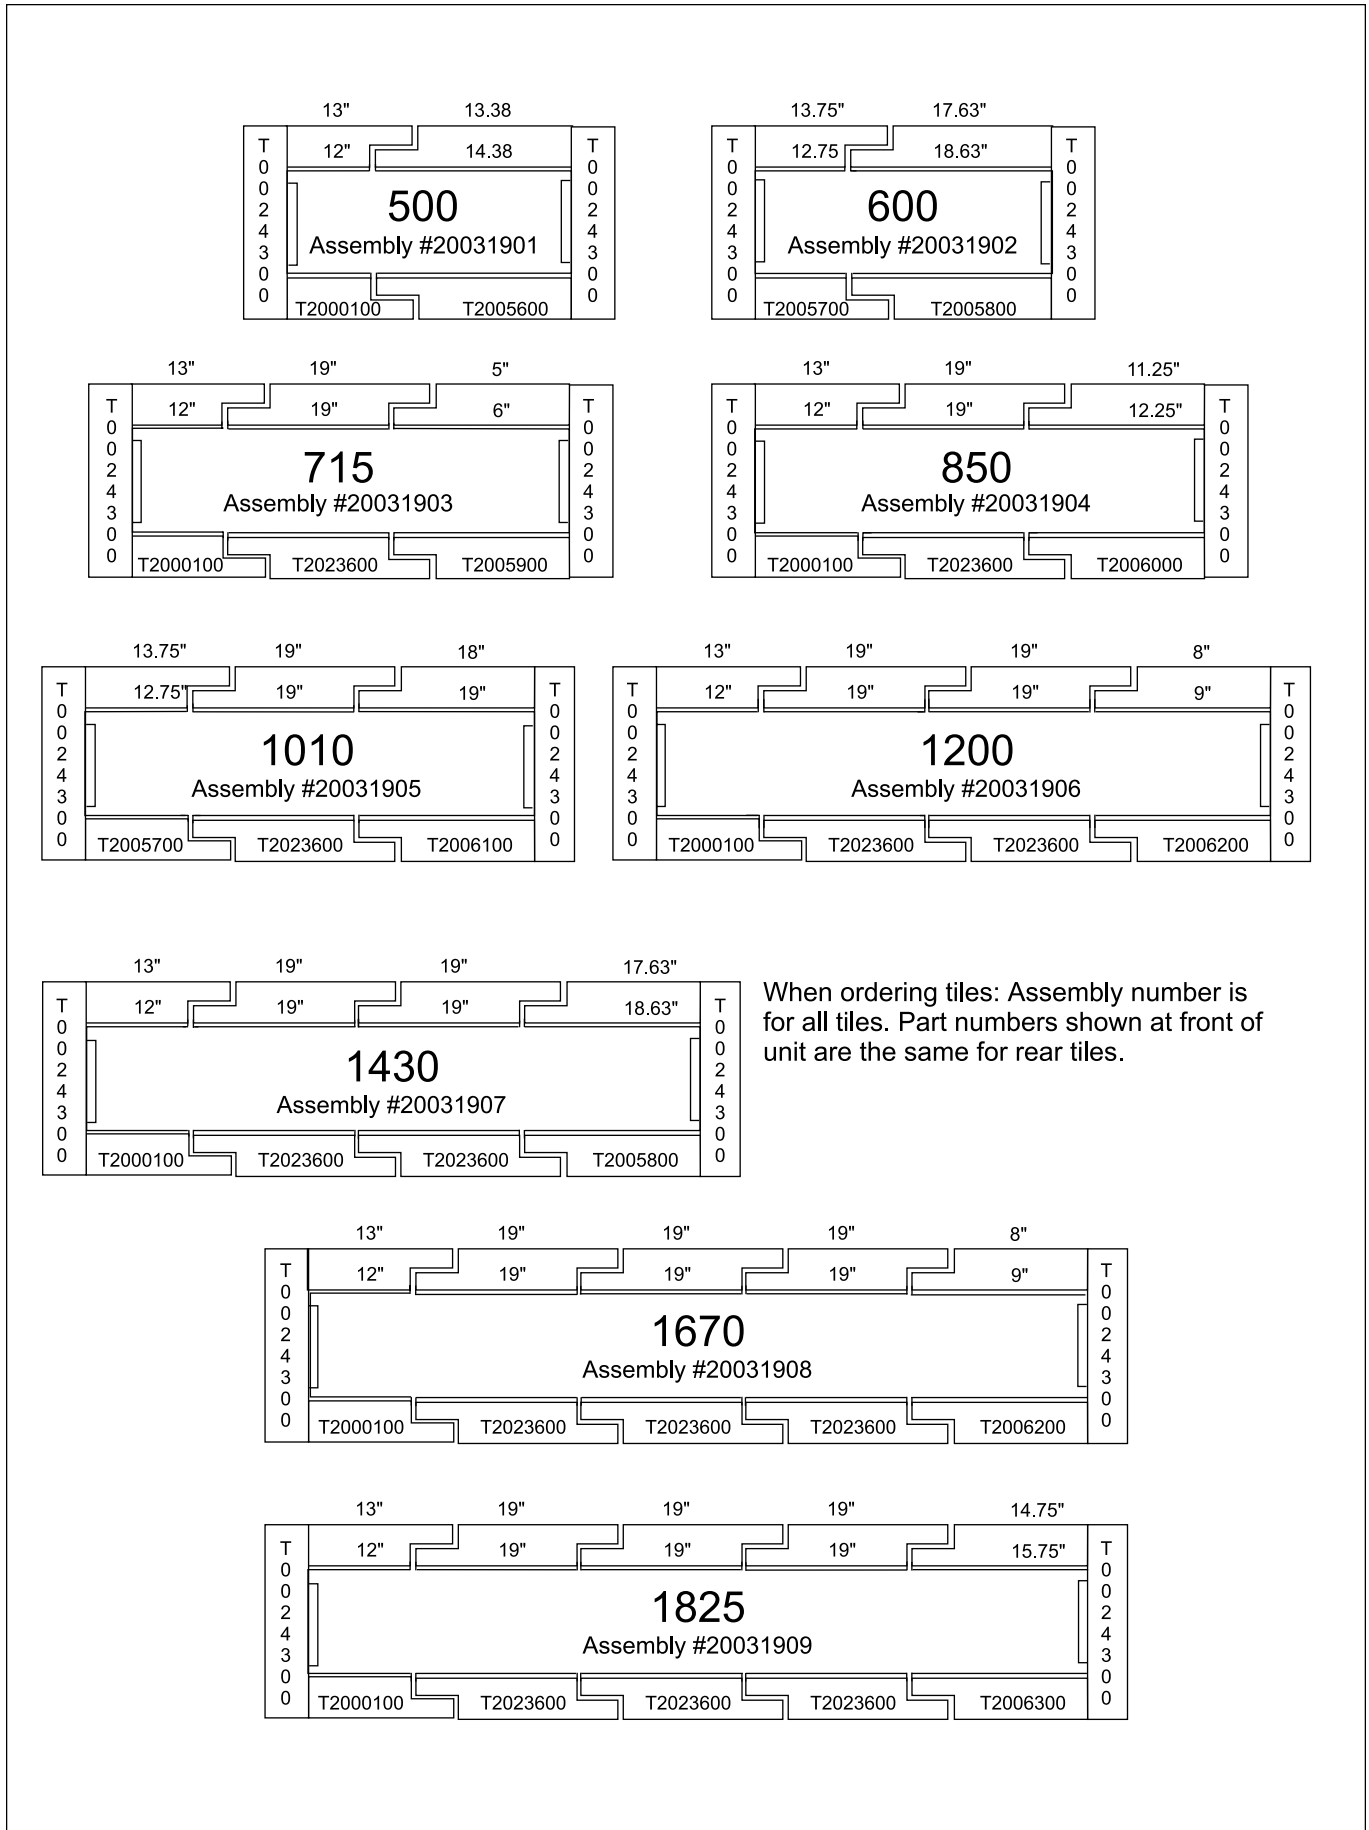 13" 13.38
12" 14.38
T0024300
500
Assembly #20031901
T0024300
T2000100 T2005600
13.75" 17.63"
12.75 18.63"
T0024300
600
Assembly #20031902
T0024300
T2005700 T2005800
13" 19" 5"
12" 19" 6"
T0024300
715
Assembly #20031903
T0024300
T2000100 T2023600 T2005900
13" 19" 11.25"
12" 19" 12.25"
T0024300
850
Assembly #20031904
T0024300
T2000100 T2023600 T2006000
13.75" 19" 18"
12.75" 19" 19"
T0024300
1010
Assembly #20031905
T0024300
T2005700 T2023600 T2006100
13" 19" 19" 8"
12" 19" 19" 9"
T0024300
1200
Assembly #20031906
T0024300
T2000100 T2023600 T2023600 T2006200
13" 19" 19" 17.63"
12" 19" 19" 18.63"
T0024300
1430
Assembly #20031907
T0024300
T2000100 T2023600 T2023600 T2005800
When ordering tiles: Assembly number is
for all tiles. Part numbers shown at front of
unit are the same for rear tiles.
13" 19" 19" 19" 8"
12" 19" 19" 19" 9"
T0024300
1670
Assembly #20031908
T0024300
T2000100 T2023600 T2023600 T2023600 T2006200
13" 19" 19" 19" 14.75"
12" 19" 19" 19" 15.75"
T0024300
1825
Assembly #20031909
T0024300
T2000100 T2023600 T2023600 T2023600 T2006300